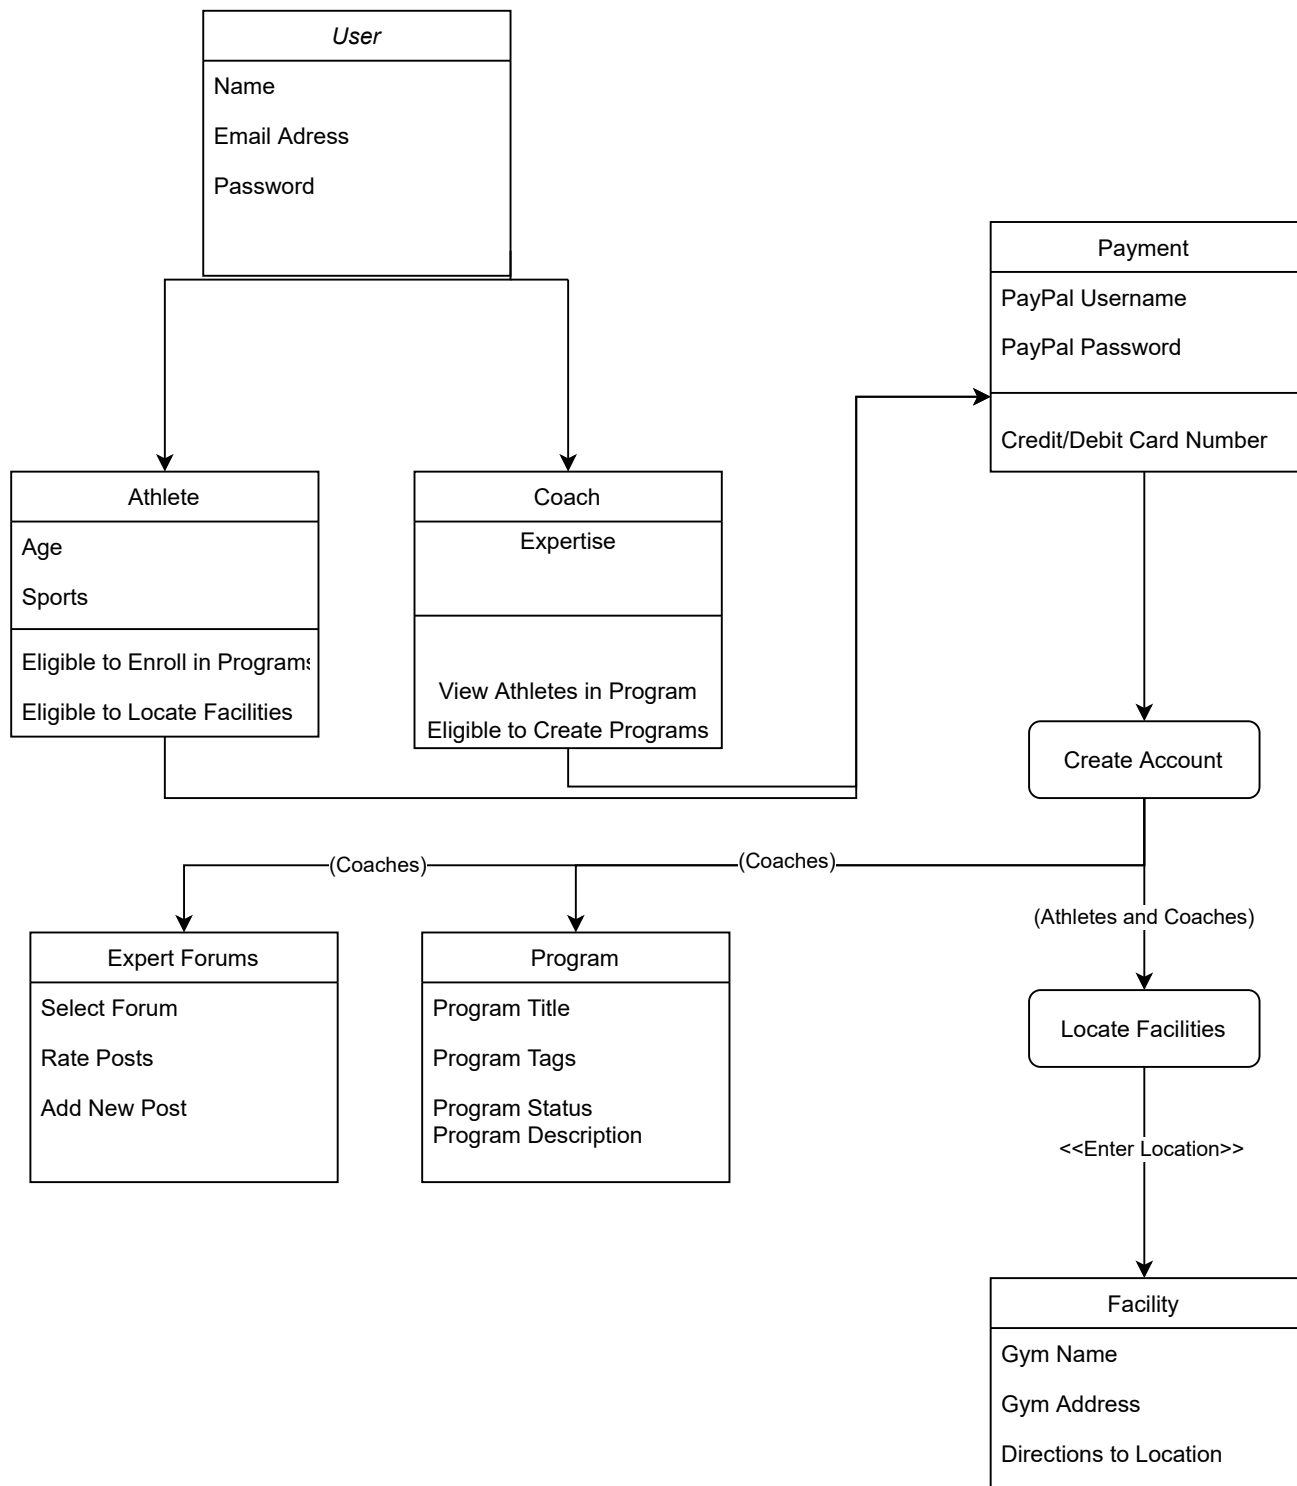 User
Name
Email Adress
Password
Payment
PayPal Username
PayPal Password
Credit/Debit Card Number
Athlete
Age
Sports
Eligible to Enroll in Programs
Eligible to Locate Facilities
Coach
Expertise
View Athletes in Program
Eligible to Create Programs
Create Account
(Coaches)
(Coaches)
(Athletes and Coaches)
Expert Forums
Select Forum
Rate Posts
Add New Post
Program
Program Title
Program Tags
Program Status
Program Description
Locate Facilities
<<Enter Location>>
Facility
Gym Name
Gym Address
Directions to Location